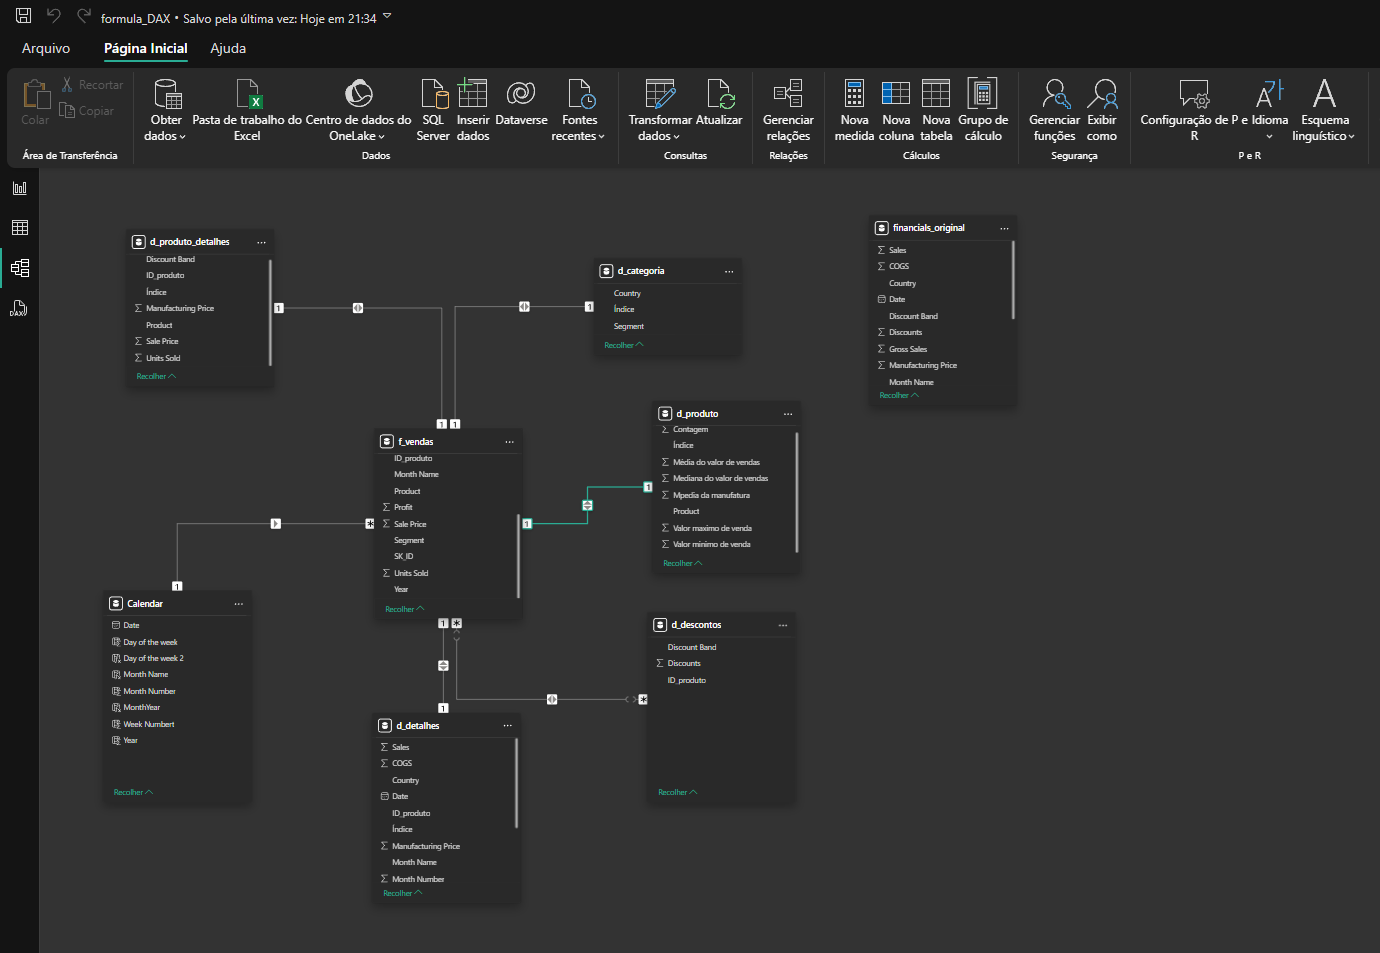 formula_DAX • Salvo pela última vez: Hoje em 21:34
Arquivo
Página Inicial
Ajuda
Colar
Recortar
Copiar
Área de Transferência
Obter dados
Pasta de trabalho do Excel
Centro de dados do OneLake
SQL Server
Inserir dados
Dataverse
Fontes recentes
Dados
Transformar dados
Atualizar
Consultas
Gerenciar relações
Relações
Nova medida
Nova coluna
Nova tabela
Grupo de cálculo
Cálculos
Gerenciar funções
Exibir como
Segurança
Configuração de P e R
Idioma
Esquema linguístico
P e R
DAX
d_produto_detalhes
Discount Band
ID_produto
Índice
Manufacturing Price
Product
Sale Price
Units Sold
Recolher
1
d_categoria
Country
Índice
Segment
Recolher
1
financials_original
Sales
COGS
Country
Date
Discount Band
Discounts
Gross Sales
Manufacturing Price
Month Name
Recolher
1
1
f_vendas
ID_produto
Month Name
Product
Profit
Sale Price
Segment
SK_ID
Units Sold
Year
Recolher
*
1
1
*
d_produto
Contagem
Índice
Média do valor de vendas
Mediana do valor de vendas
Mpedia da manufatura
Product
Valor maximo de venda
Valor minimo de venda
Recolher
1
1
Calendar
Date
Day of the week
Day of the week 2
Month Name
Month Number
MonthYear
Week Numbert
Year
Recolher
d_descontos
Discount Band
Discounts
ID_produto
Recolher
*
1
d_detalhes
Sales
COGS
Country
Date
ID_produto
Índice
Manufacturing Price
Month Name
Month Number
Recolher